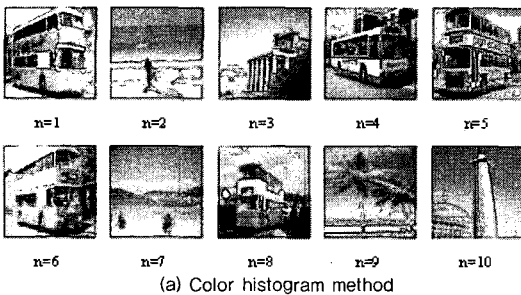 n=1 n=2 n=3 n=4 n=5
n=6 n=7 n=8 n=9 n=10
(a) Color histogram method